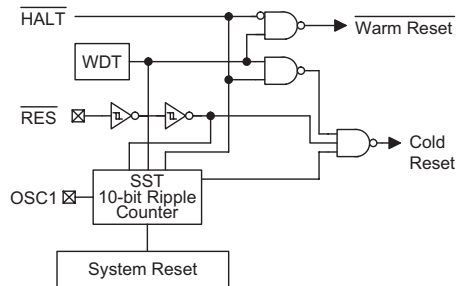 HALT
Warm Reset
WDT
RES
Cold
Reset
OSC1
SST
10-bit Ripple
Counter
System Reset